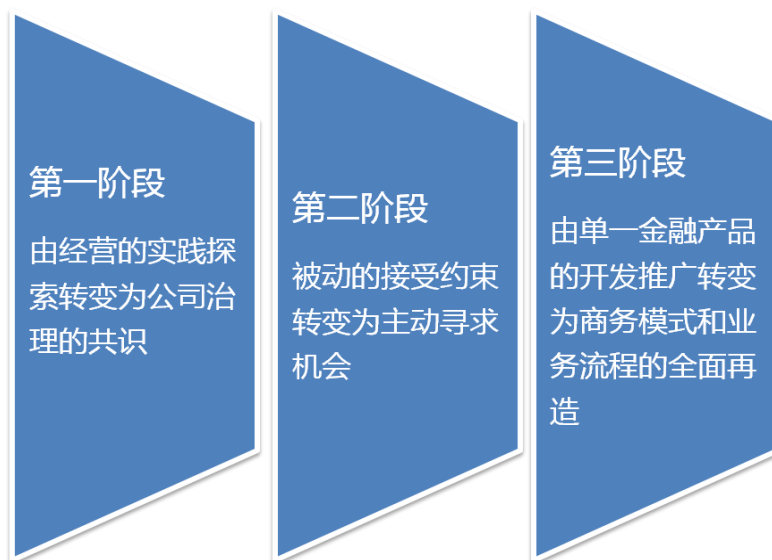 第一阶段
由经营的实践探
索转变为公司治
理的共识
第二阶段
被动的接受约束
转变为主动寻求
机会
第三阶段
由单一金融产品
的开发推广转变
为商务模式和业
务流程的全面再
造